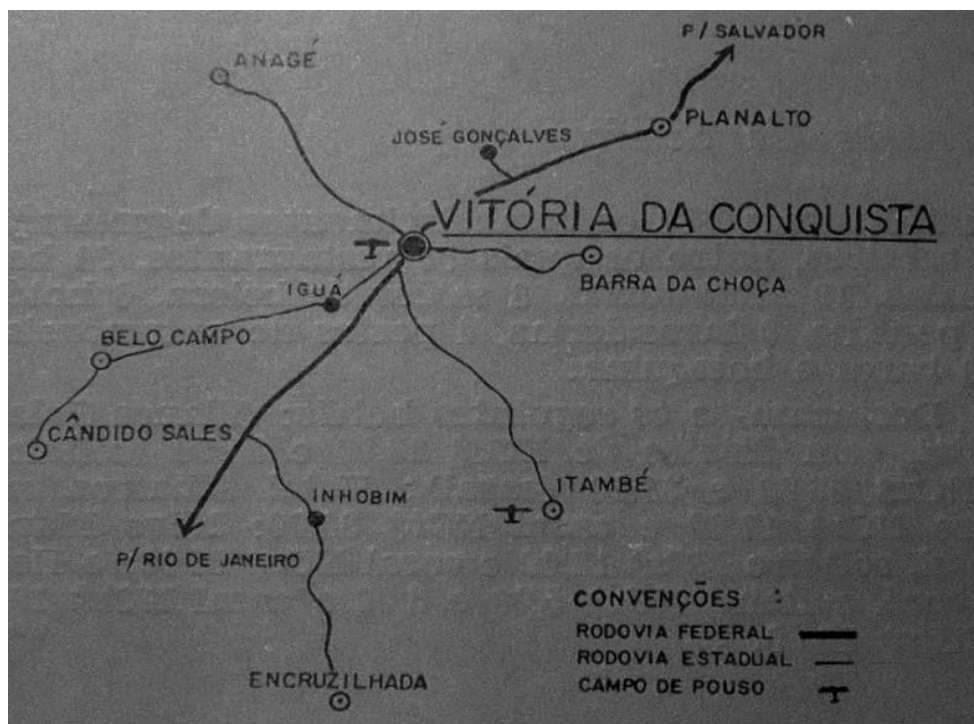 P/ SALVADOR
ANAGÉ
PLANALTO
JOSÉ GONÇALVES
VITÓRIA DA CONQUISTA
BARRA DA CHOÇA
IGUÁ
BELO CAMPO
CÂNDIDO SALES
ITAMBÉ
INHOBIM
P/ RIO DE JANEIRO
CONVENÇÕES :
RODOVIA FEDERAL
RODOVIA ESTADUAL
ENCRUZILHADA
CAMPO DE POUSO